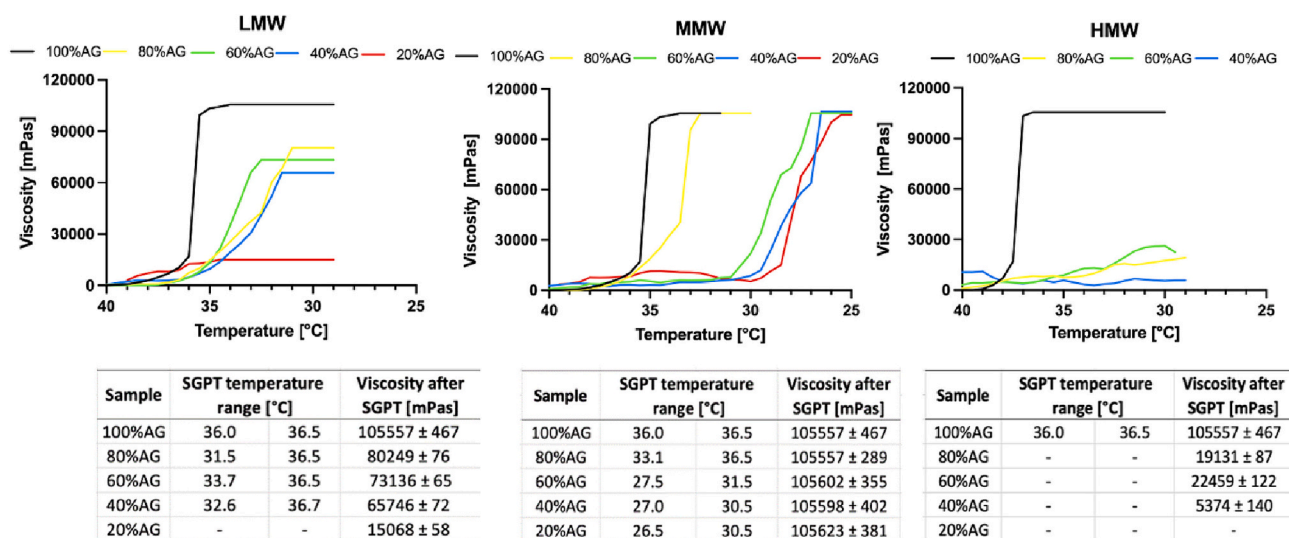 LMW
100%AG 80%AG 60%AG 40%AG 20%AG
Viscosity [mPas]
120000
90000
60000
30000
0
40 35 30 25
Temperature [°C]
MMW
100%AG 80%AG 60%AG 40%AG 20%AG
Viscosity [mPas]
120000
90000
60000
30000
0
40 35 30 25
Temperature [°C]
HMW
100%AG 80%AG 60%AG 40%AG
Viscosity [mPas]
120000
90000
60000
30000
0
40 35 30 25
Temperature [°C]
Sample SGPT temperature range [°C] Viscosity after SGPT [mPas]
100%AG 36.0 36.5 105557 ± 467
80%AG 31.5 36.5 80249 ± 76
60%AG 33.7 36.5 73136 ± 65
40%AG 32.6 36.7 65746 ± 72
20%AG - - 15068 ± 58
Sample SGPT temperature range [°C] Viscosity after SGPT [mPas]
100%AG 36.0 36.5 105557 ± 467
80%AG 33.1 36.5 105557 ± 289
60%AG 27.5 31.5 105602 ± 355
40%AG 27.0 30.5 105598 ± 402
20%AG 26.5 30.5 105623 ± 381
Sample SGPT temperature range [°C] Viscosity after SGPT [mPas]
100%AG 36.0 36.5 105557 ± 467
80%AG - - 19131 ± 87
60%AG - - 22459 ± 122
40%AG - - 5374 ± 140
20%AG - - -